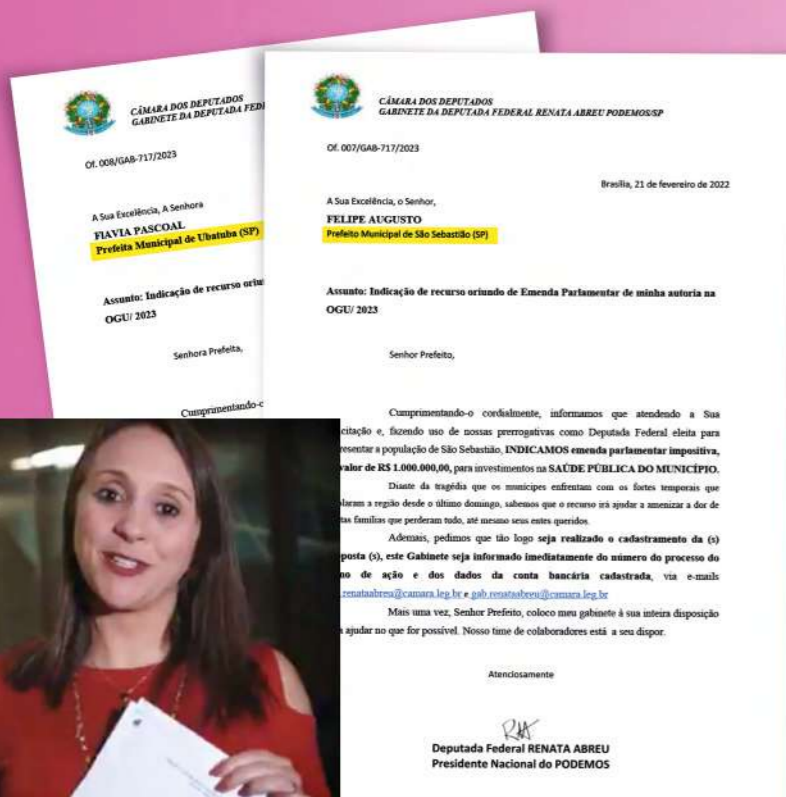 CÂMARA DOS DEPUTADOS
GABINETE DA DEPUTADA FEDE
Of. 008/GAB-717/2023
A Sua Excelência, A Senhora
FlAVIA PASCOAL
Prefeita Municipal de Ubatuba (SP)
Assunto: Indicação de recurso oriu
OGU/ 2023
Senhora Prefeita,
Cumprimentando-o
CÂMARA DOS DEPUTADOS
GABINETE DA DEPUTADA FEDERAL RENATA ABREU PODEMOS/SP
Of. 007/GAB-717/2023
Brasília, 21 de fevereiro de 2022
A Sua Excelência, o Senhor,
FELIPE AUGUSTO
Prefeito Municipal de São Sebastião (SP)
Assunto: Indicação de recurso oriundo de Emenda Parlamentar de minha autoria na
OGU/ 2023
Senhor Prefeito,
Cumprimentando-o cordialmente, informamos que atendendo a Sua
citação e, fazendo uso de nossas prerrogativas como Deputada Federal eleita para
resentar a população de São Sebastião, INDICAMOS emenda parlamentar impositiva,
valor de R$ 1.000.000,00, para investimentos na SAÚDE PÚBLICA DO MUNICÍPIO.
Diante da tragédia que os munícipes enfrentam com os fortes temporais que
laram a região desde o último domingo, sabemos que o recurso irá ajudar a amenizar a dor de
tas famílias que perderam tudo, até mesmo seus entes queridos.
Ademais, pedimos que tão logo seja realizado o cadastramento da (s)
posta (s), este Gabinete seja informado imediatamente do número do processo do
no de ação e dos dados da conta bancária cadastrada, via e-mails
.renataabreu@camara.leg.br e gab.renataabreu@camara.leg.br
Mais uma vez, Senhor Prefeito, coloco meu gabinete à sua inteira disposição
ajudar no que for possível. Nosso time de colaboradores está a seu dispor.
Atenciosamente
Deputada Federal RENATA ABREU
Presidente Nacional do PODEMOS